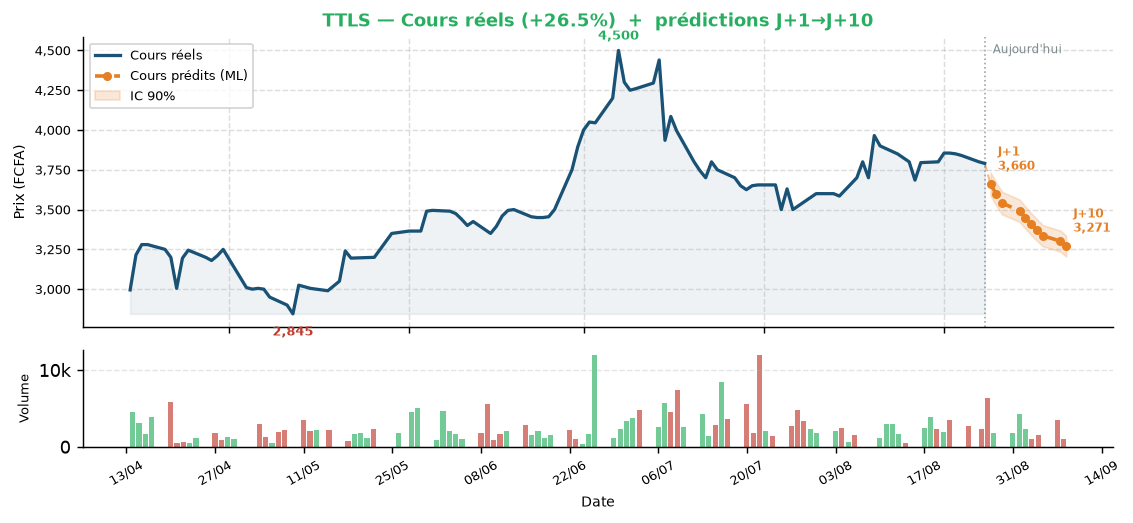 TTLS — Cours réels (+26.5%)  +  prédictions J+1→J+10
4,500
Aujourd'hui
Cours réels
Cours prédits (ML)
IC 90%
4,500
4,250
4,000
3,750
3,500
3,250
3,000
Prix (FCFA)
J+1
3,660
J+10
3,271
2,845
10k
0
Volume
13/04 27/04 11/05 25/05 08/06 22/06 06/07 20/07 03/08 17/08 31/08 14/09
Date